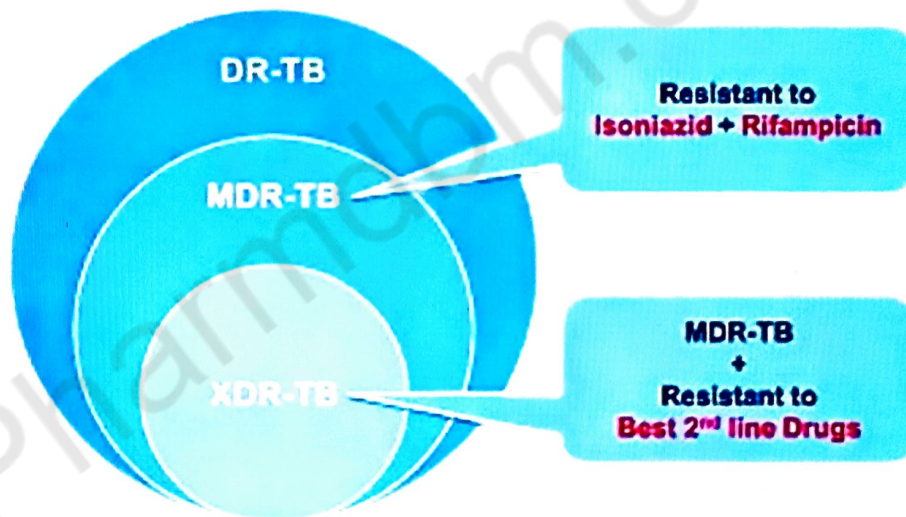 DR-TB
MDR-TB
XDR-TB
Resistant to
Isoniazid + Rifampicin
MDR-TB
+
Resistant to
Best 2nd line Drugs